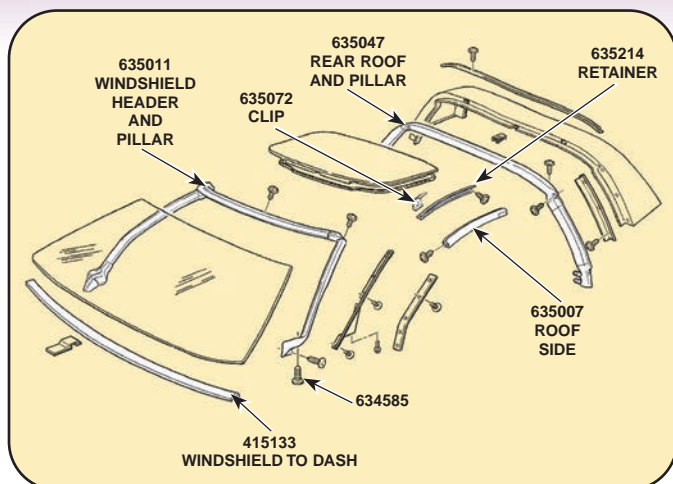 635011
WINDSHIELD
HEADER
AND
PILLAR
635047
REAR ROOF
AND PILLAR
635072
CLIP
635214
RETAINER
635007
ROOF
SIDE
634585
415133
WINDSHIELD TO DASH